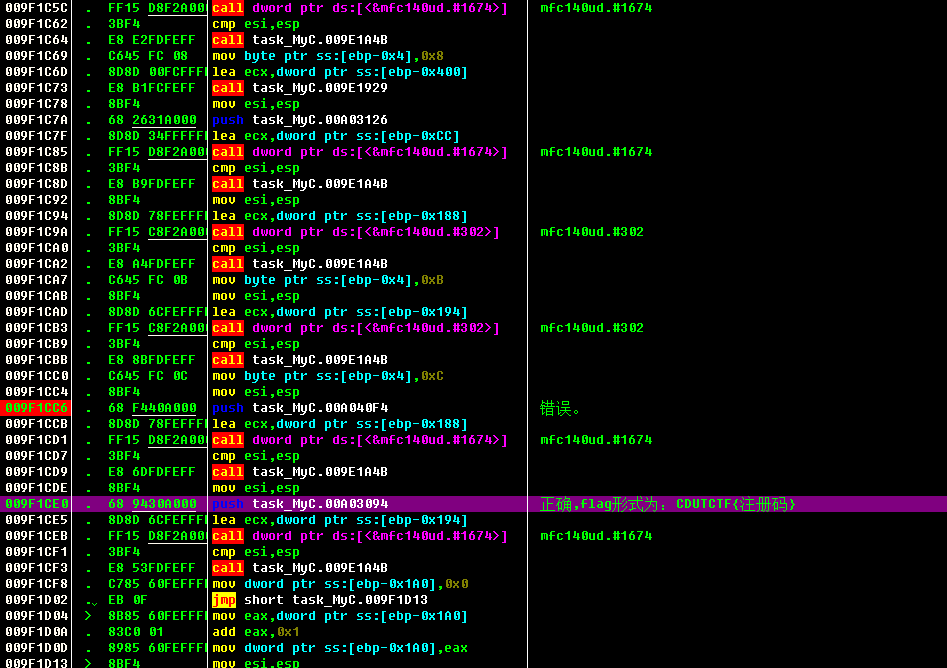 009F1C5C . FF15 D8F2A00 call dword ptr ds:[<&mfc140ud.#1674>] mfc140ud.#1674
009F1C62 . 3BF4 cmp esi,esp
009F1C64 . E8 E2FDFEFF call task_MyC.009E1A4B
009F1C69 . C645 FC 08 mov byte ptr ss:[ebp-0x4],0x8
009F1C6D . 8D8D 00FCFFF lea ecx,dword ptr ss:[ebp-0x400]
009F1C73 . E8 B1FCFEFF call task_MyC.009E1929
009F1C78 . 8BF4 mov esi,esp
009F1C7A . 68 2631A000 push task_MyC.00A03126
009F1C7F . 8D8D 34FFFFF lea ecx,dword ptr ss:[ebp-0xCC]
009F1C85 . FF15 D8F2A00 call dword ptr ds:[<&mfc140ud.#1674>] mfc140ud.#1674
009F1C8B . 3BF4 cmp esi,esp
009F1C8D . E8 B9FDFEFF call task_MyC.009E1A4B
009F1C92 . 8BF4 mov esi,esp
009F1C94 . 8D8D 78FEFFF lea ecx,dword ptr ss:[ebp-0x188]
009F1C9A . FF15 C8F2A00 call dword ptr ds:[<&mfc140ud.#302>] mfc140ud.#302
009F1CA0 . 3BF4 cmp esi,esp
009F1CA2 . E8 A4FDFEFF call task_MyC.009E1A4B
009F1CA7 . C645 FC 0B mov byte ptr ss:[ebp-0x4],0xB
009F1CAB . 8BF4 mov esi,esp
009F1CAD . 8D8D 6CFEFFF lea ecx,dword ptr ss:[ebp-0x194]
009F1CB3 . FF15 C8F2A00 call dword ptr ds:[<&mfc140ud.#302>] mfc140ud.#302
009F1CB9 . 3BF4 cmp esi,esp
009F1CBB . E8 8BFDFEFF call task_MyC.009E1A4B
009F1CC0 . C645 FC 0C mov byte ptr ss:[ebp-0x4],0xC
009F1CC4 . 8BF4 mov esi,esp
009F1CC6 . 68 F440A000 push task_MyC.00A040F4 错误。
009F1CCB . 8D8D 78FEFFF lea ecx,dword ptr ss:[ebp-0x188]
009F1CD1 . FF15 D8F2A00 call dword ptr ds:[<&mfc140ud.#1674>] mfc140ud.#1674
009F1CD7 . 3BF4 cmp esi,esp
009F1CD9 . E8 6DFDFEFF call task_MyC.009E1A4B
009F1CDE . 8BF4 mov esi,esp
009F1CE0 . 68 9430A000 push task_MyC.00A03094 正确,flag形式为：CDUTCTF{注册码}
009F1CE5 . 8D8D 6CFEFFF lea ecx,dword ptr ss:[ebp-0x194]
009F1CEB . FF15 D8F2A00 call dword ptr ds:[<&mfc140ud.#1674>] mfc140ud.#1674
009F1CF1 . 3BF4 cmp esi,esp
009F1CF3 . E8 53FDFEFF call task_MyC.009E1A4B
009F1CF8 . C785 60FEFFF mov dword ptr ss:[ebp-0x1A0],0x0
009F1D02 . EB 0F jmp short task_MyC.009F1D13
009F1D04 > 8B85 60FEFFF mov eax,dword ptr ss:[ebp-0x1A0]
009F1D0A . 83C0 01 add eax,0x1
009F1D0D . 8985 60FEFFF mov dword ptr ss:[ebp-0x1A0],eax
009F1D13 > 8BF4 mov esi,esp